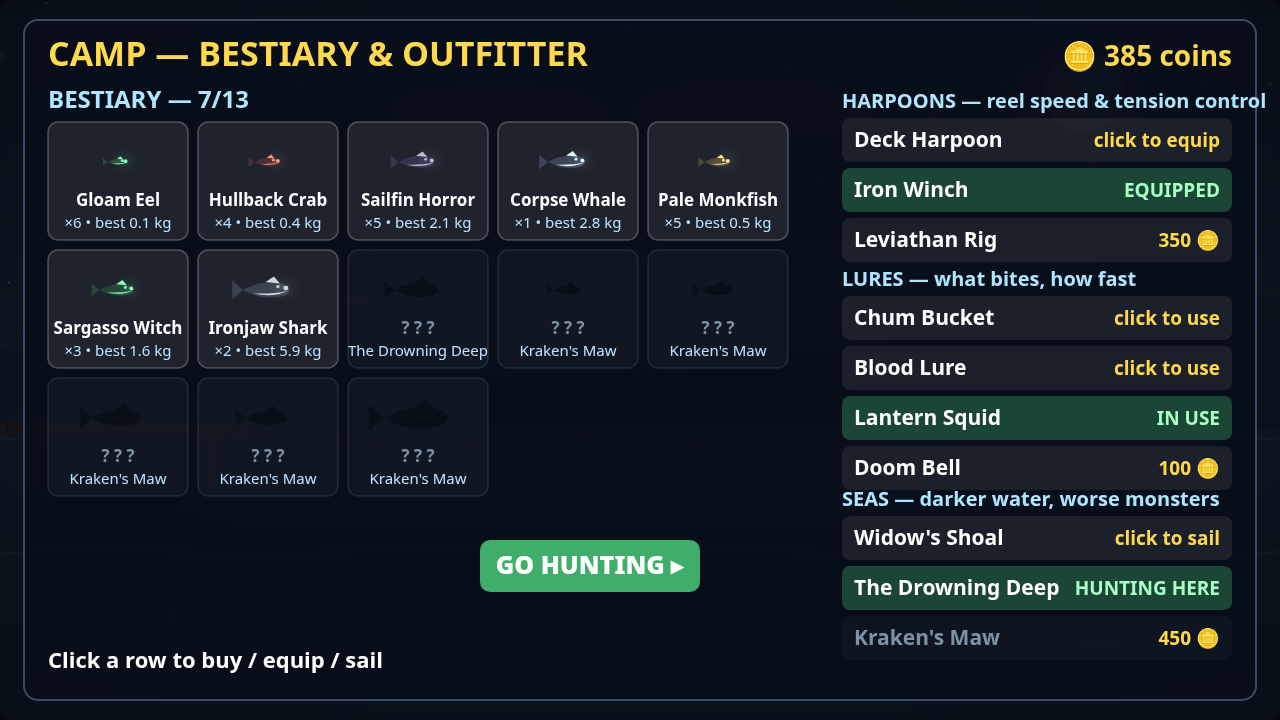 CAMP — BESTIARY & OUTFITTER
🪙 385 coins
BESTIARY — 7/13
Gloam Eel
×6 • best 0.1 kg
Hullback Crab
×4 • best 0.4 kg
Sailfin Horror
×5 • best 2.1 kg
Corpse Whale
×1 • best 2.8 kg
Pale Monkfish
×5 • best 0.5 kg
Sargasso Witch
×3 • best 1.6 kg
Ironjaw Shark
×2 • best 5.9 kg
? ? ?
The Drowning Deep
? ? ?
Kraken's Maw
? ? ?
Kraken's Maw
? ? ?
Kraken's Maw
? ? ?
Kraken's Maw
? ? ?
Kraken's Maw
GO HUNTING ▸
Click a row to buy / equip / sail
HARPOONS — reel speed & tension control
Deck Harpoon click to equip
Iron Winch EQUIPPED
Leviathan Rig 350 🪙
LURES — what bites, how fast
Chum Bucket click to use
Blood Lure click to use
Lantern Squid IN USE
Doom Bell 100 🪙
SEAS — darker water, worse monsters
Widow's Shoal click to sail
The Drowning Deep HUNTING HERE
Kraken's Maw 450 🪙